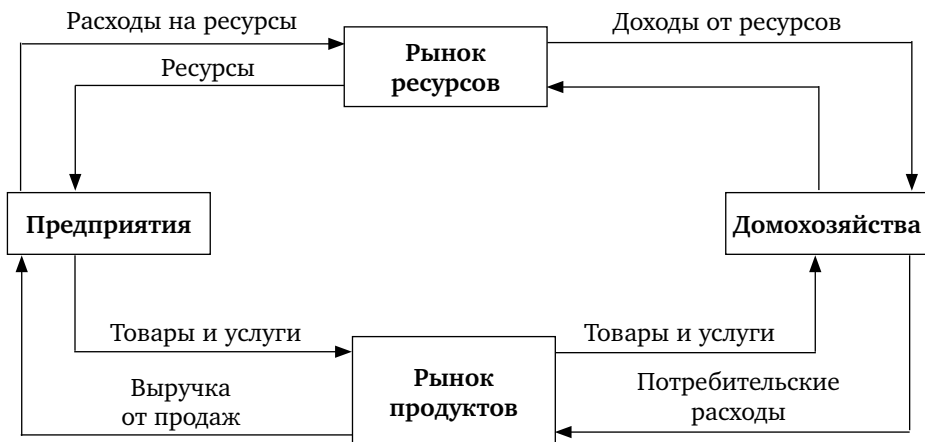 Расходы на ресурсы
Доходы от ресурсов
Рынок
ресурсов
Ресурсы
Предприятия
Домохозяйства
Товары и услуги
Товары и услуги
Рынок
продуктов
Выручка
от продаж
Потребительские
расходы